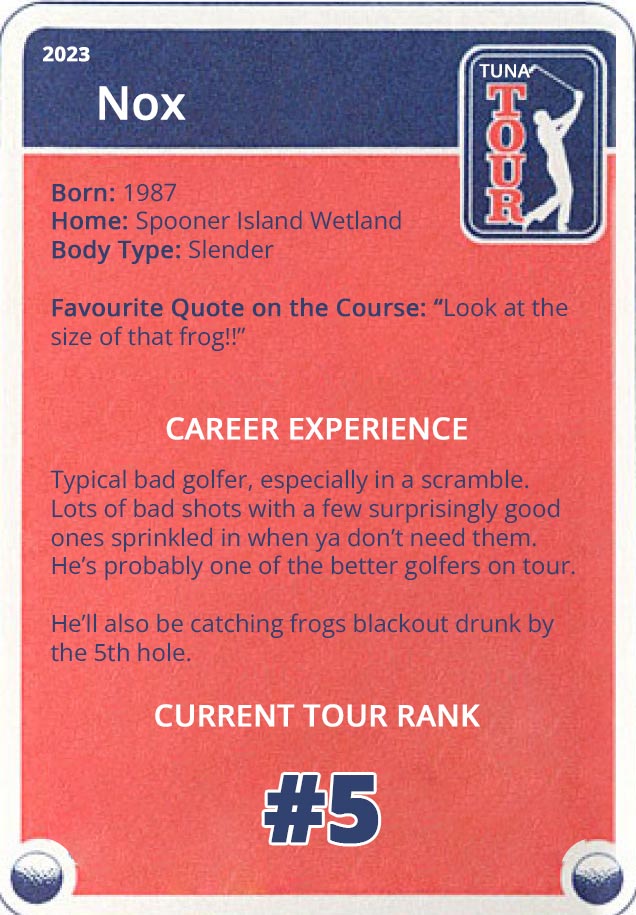 2023
Nox
TUNA
TOUR
Born: 1987
Home: Spooner Island Wetland
Body Type: Slender
Favourite Quote on the Course: “Look at the
size of that frog!!”
CAREER EXPERIENCE
Typical bad golfer, especially in a scramble.
Lots of bad shots with a few surprisingly good
ones sprinkled in when ya don’t need them.
He’s probably one of the better golfers on tour.
He’ll also be catching frogs blackout drunk by
the 5th hole.
CURRENT TOUR RANK
#5